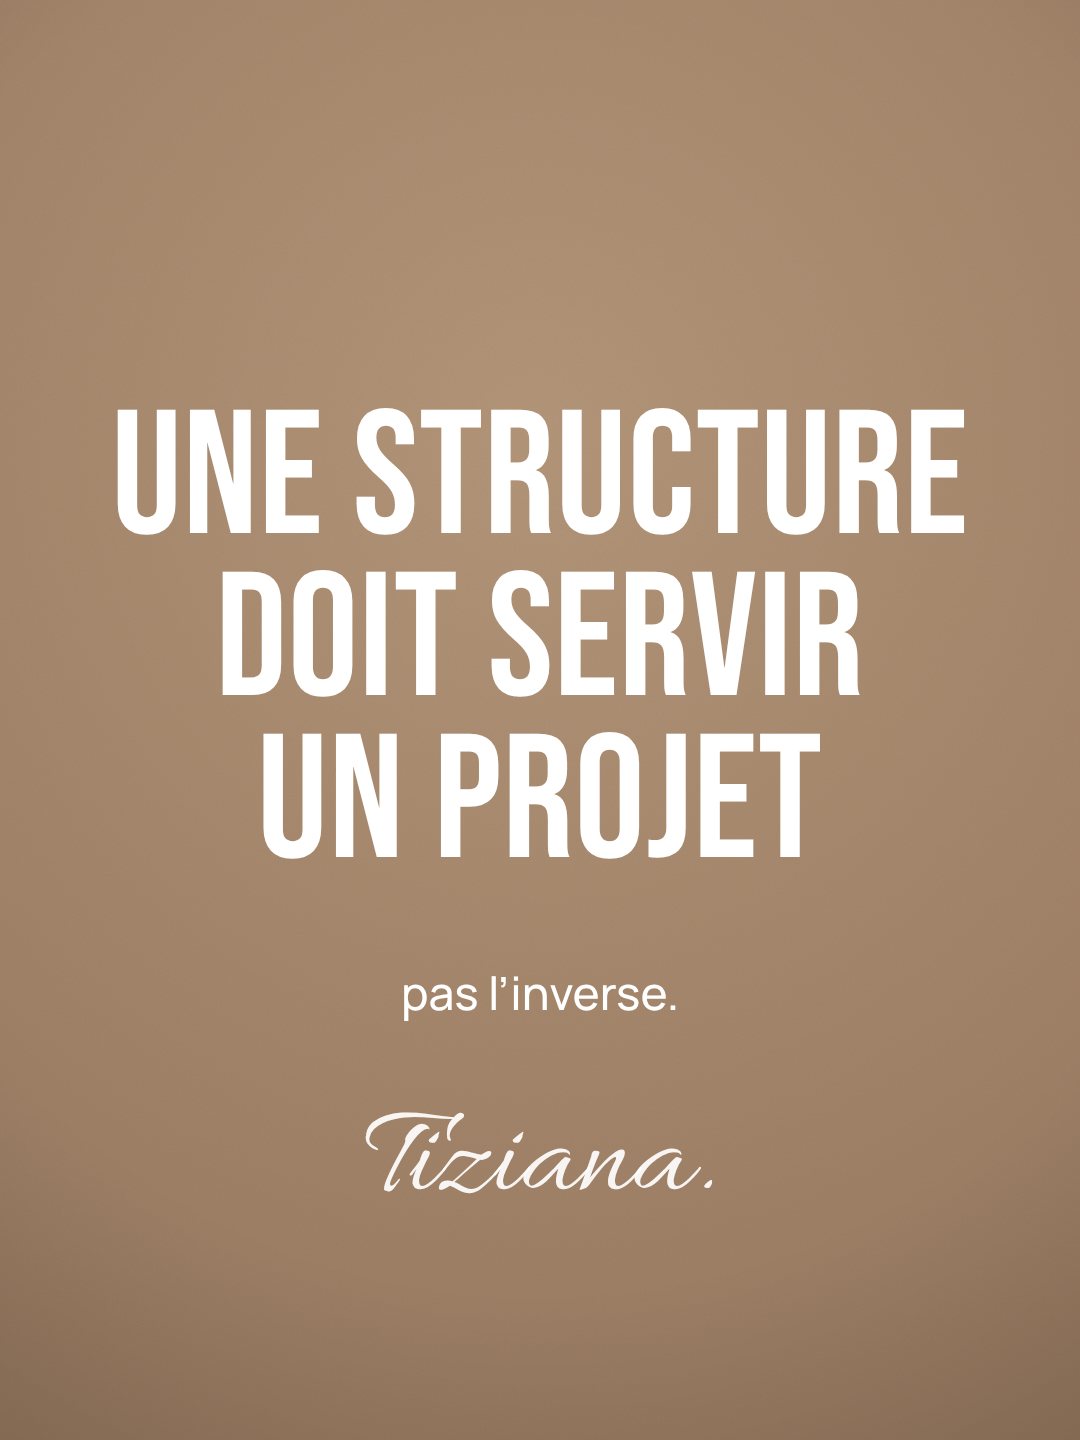 UNE STRUCTURE
DOIT SERVIR
UN PROJET
pas l’inverse.
Tiziana.